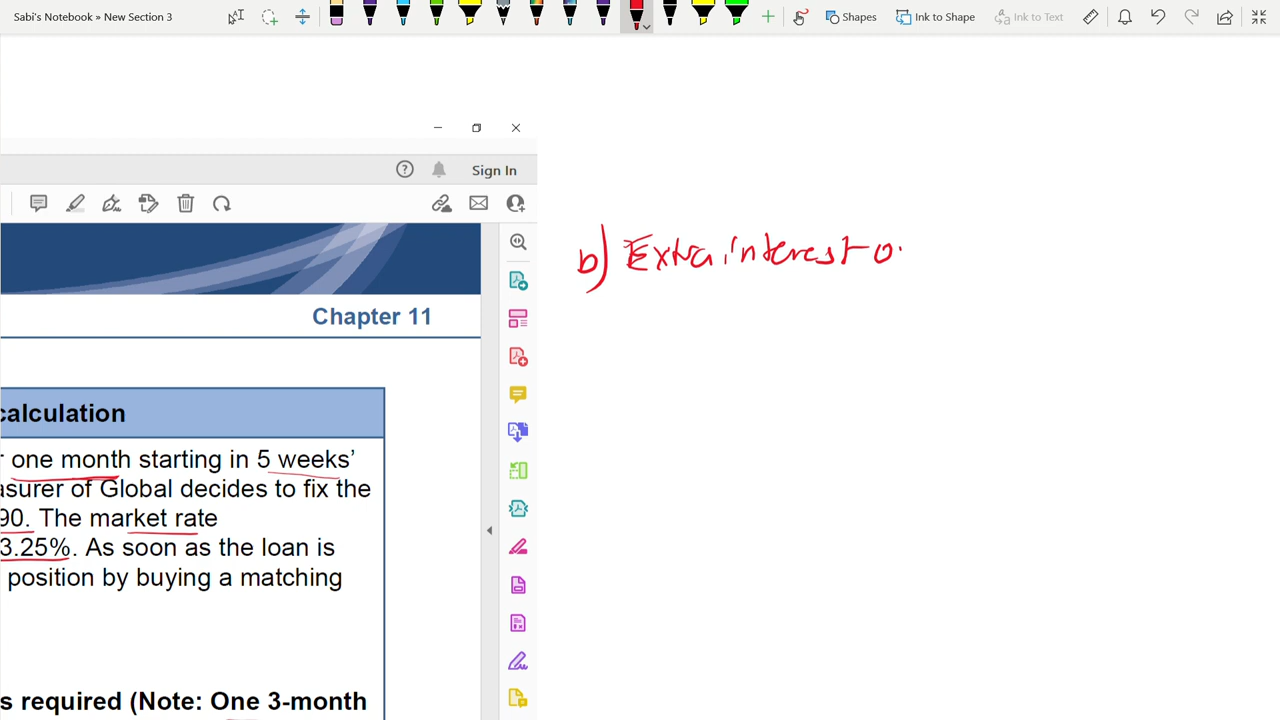 Sabi's Notebook » New Section 3
Shapes
Ink to Shape
Ink to Text
Sign In
Chapter 11
calculation
one month starting in 5 weeks'
asurer of Global decides to fix the
90. The market rate
3.25%. As soon as the loan is
position by buying a matching
s required (Note: One 3-month
b) Extra interest o